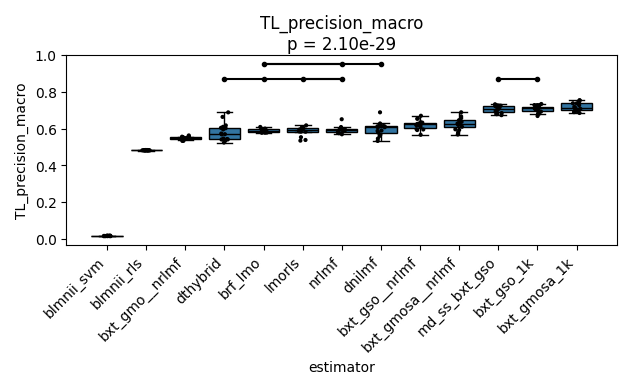 TL_precision_macro
p = 2.10e-29
TL_precision_macro
1.0
0.8
0.6
0.4
0.2
0.0
blmnii_svm
blmnii_rls
bxt_gmo__nrlmf
dthybrid
brf_lmo
lmorls
nrlmf
dnilmf
bxt_gso__nrlmf
bxt_gmosa__nrlmf
md_ss_bxt_gso
bxt_gso_1k
bxt_gmosa_1k
estimator